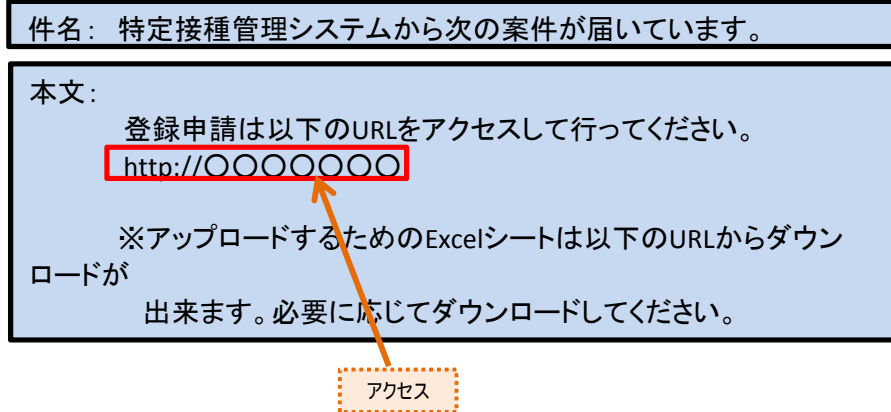 件名： 特定接種管理システムから次の案件が届いています。
本文：
登録申請は以下のURLをアクセスして行ってください。
http://〇〇〇〇〇〇〇
※アップロードするためのExcelシートは以下のURLからダウン
ロードが
出来ます。必要に応じてダウンロードしてください。
アクセス